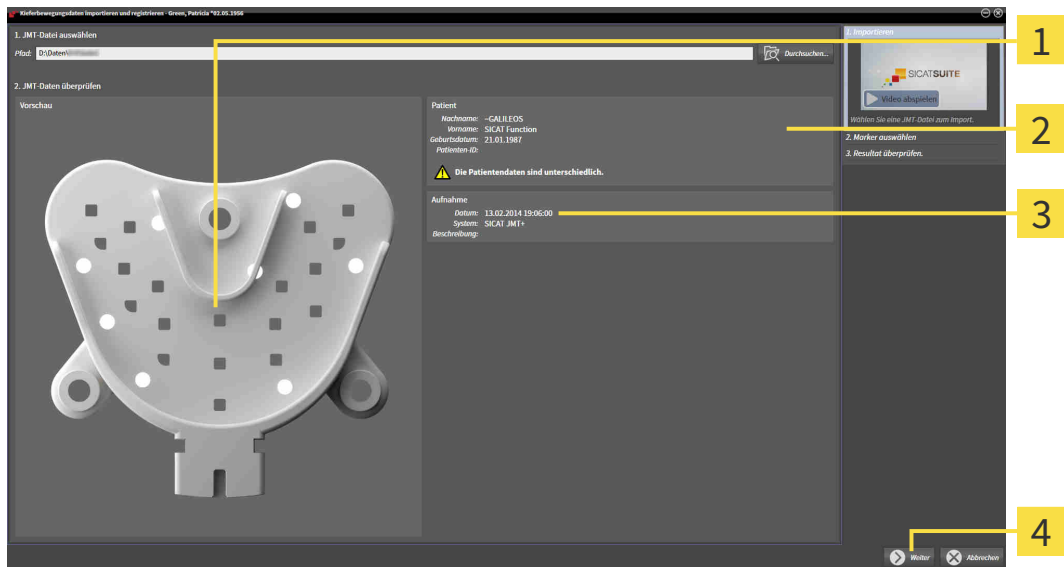 Kieferbewegungsdaten importieren und registrieren - Green, Patricia *02.05.1956
1. JMT-Datei auswählen
Pfad: D:\Daten\
Durchsuchen...
2. JMT-Daten überprüfen
Vorschau
Patient
Nachname: ~GALILEOS
Vorname: SICAT Function
Geburtsdatum: 21.01.1987
Patienten-ID:
Die Patientendaten sind unterschiedlich.
Aufnahme
Datum: 13.02.2014 19:06:00
System: SICAT JMT+
Beschreibung:
1. Importieren
SICATSUITE
Video abspielen
Wählen Sie eine JMT-Datei zum Import.
2. Marker auswählen
3. Resultat überprüfen.
Weiter
Abbrechen
1
2
3
4